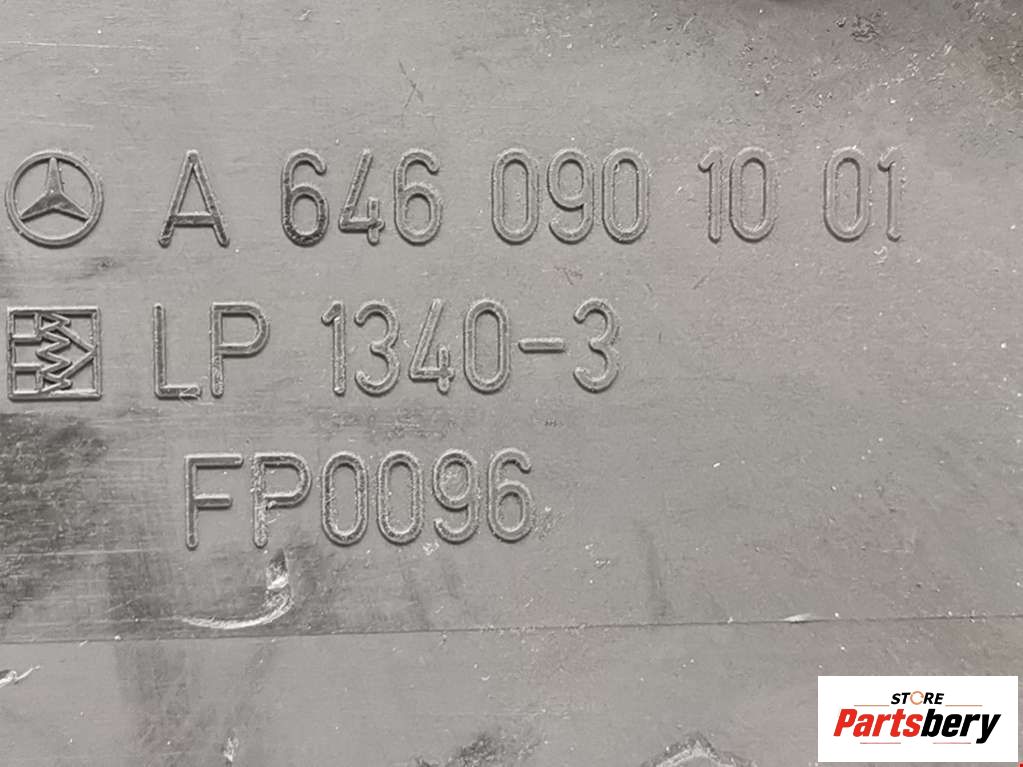 A 646 090 10 01
LP 1340-3
FP0096
STORE
Partsbery